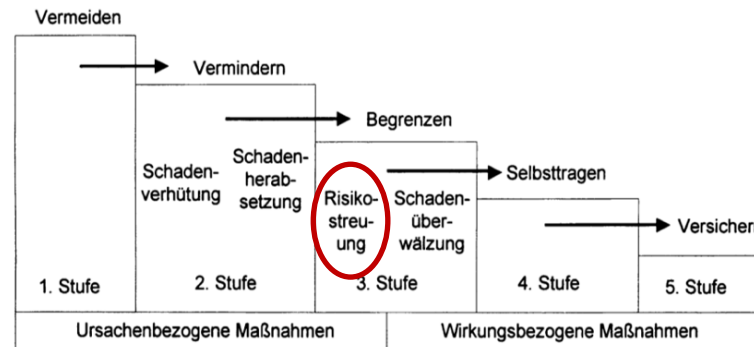 Vermeiden
Vermindern
Begrenzen
Selbsttragen
Versichern
Schaden-
verhütung
Schaden-
herab-
setzung
Risiko-
streu-
ung
Schaden-
über-
wälzung
1. Stufe
2. Stufe
3. Stufe
4. Stufe
5. Stufe
Ursachenbezogene Maßnahmen
Wirkungsbezogene Maßnahmen